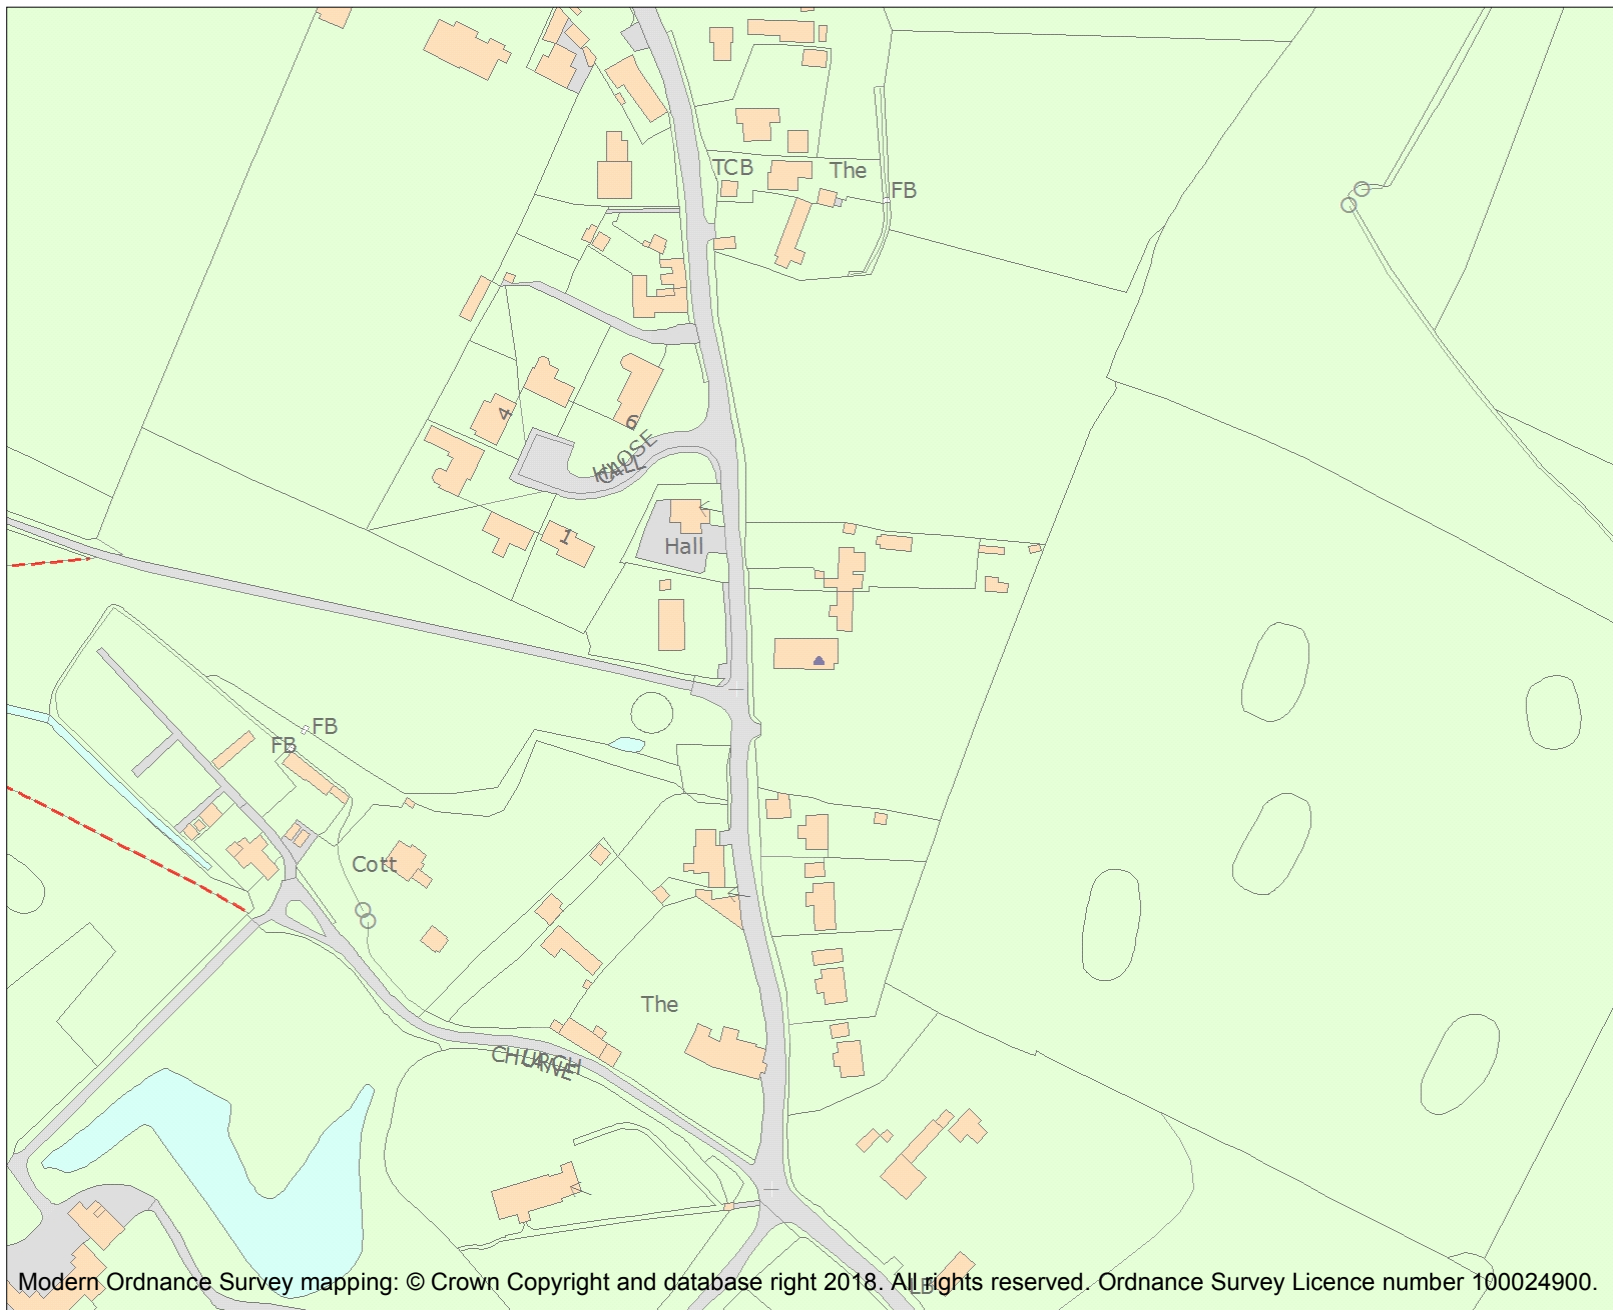 TCB
The
FB
4
6
HALL
CLOSE
Hall
1
FB
FB
Cott
The
CHURCH
LANE
LB
Modern Ordnance Survey mapping: © Crown Copyright and database right 2018. All rights reserved. Ordnance Survey Licence number 100024900.